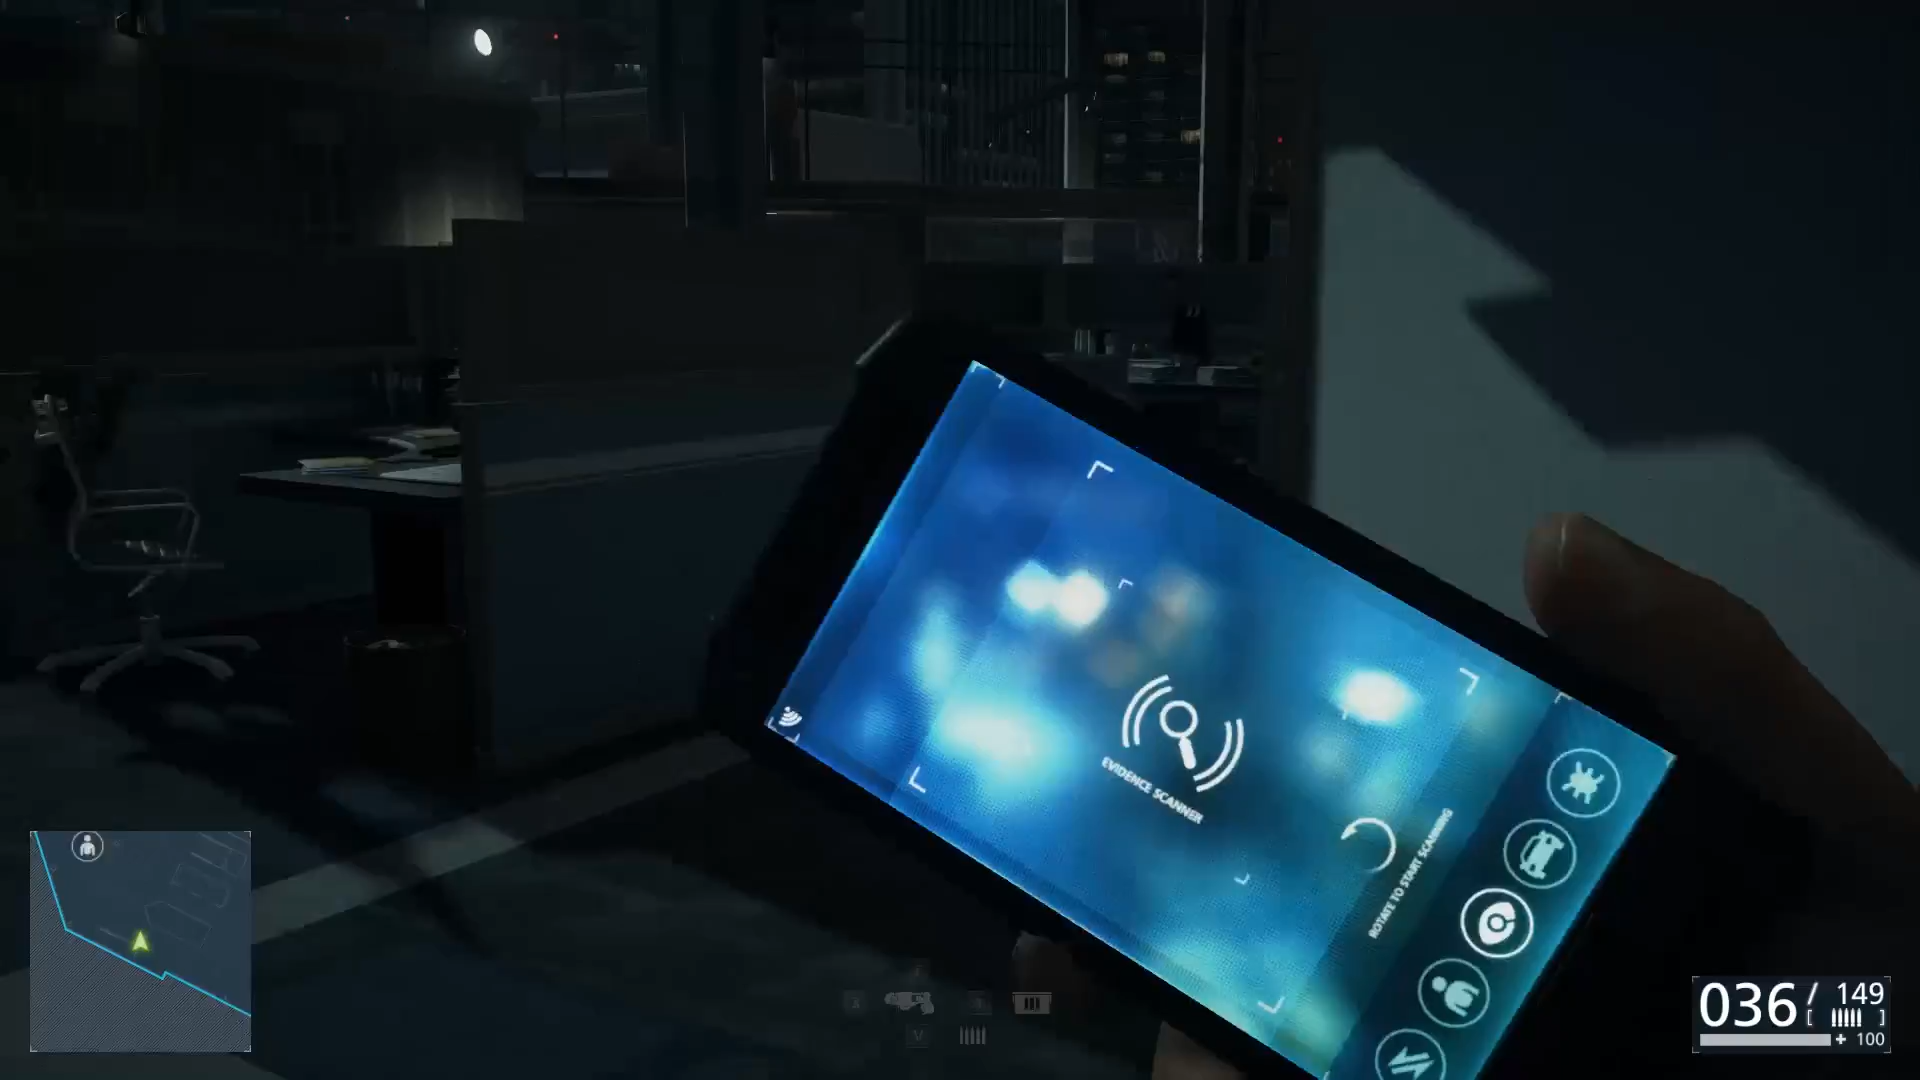 EVIDENCE SCANNER
ROTATE TO START SCANNING
V
036 / 149
[ ]
+ 100